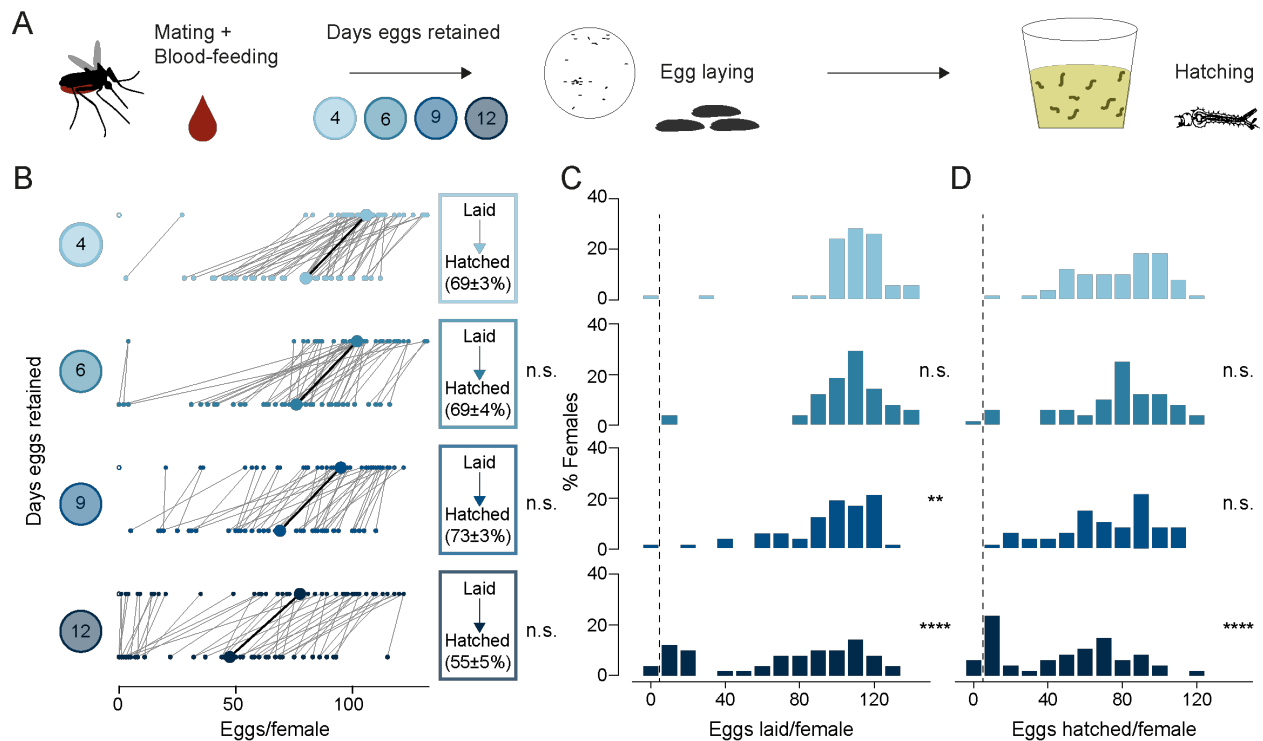 A
Mating +
Blood-feeding
Days eggs retained
4 6 9 12
Egg laying
Hatching
B
Days eggs retained
4
Laid
Hatched
(69±3%)
6
Laid
Hatched
(69±4%)
n.s.
9
Laid
Hatched
(73±3%)
n.s.
12
Laid
Hatched
(55±5%)
n.s.
0 50 100
Eggs/female
C
% Females
40
20
0
40
20
0
n.s.
40
20
0
**
40
20
0
****
0 40 80 120
Eggs laid/female
D
n.s.
n.s.
****
0 40 80 120
Eggs hatched/female